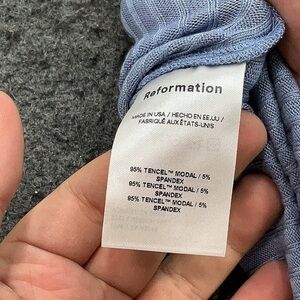 Reformation
MADE IN USA / HECHO EN EE.UU /
FABRIQUÉ AUX ÉTATS-UNIS
95% TENCEL™ MODAL / 5%
SPANDEX
95% TENCEL™ MODAL / 5%
SPANDEX
95% TENCEL™ MODAL / 5%
SPANDEX